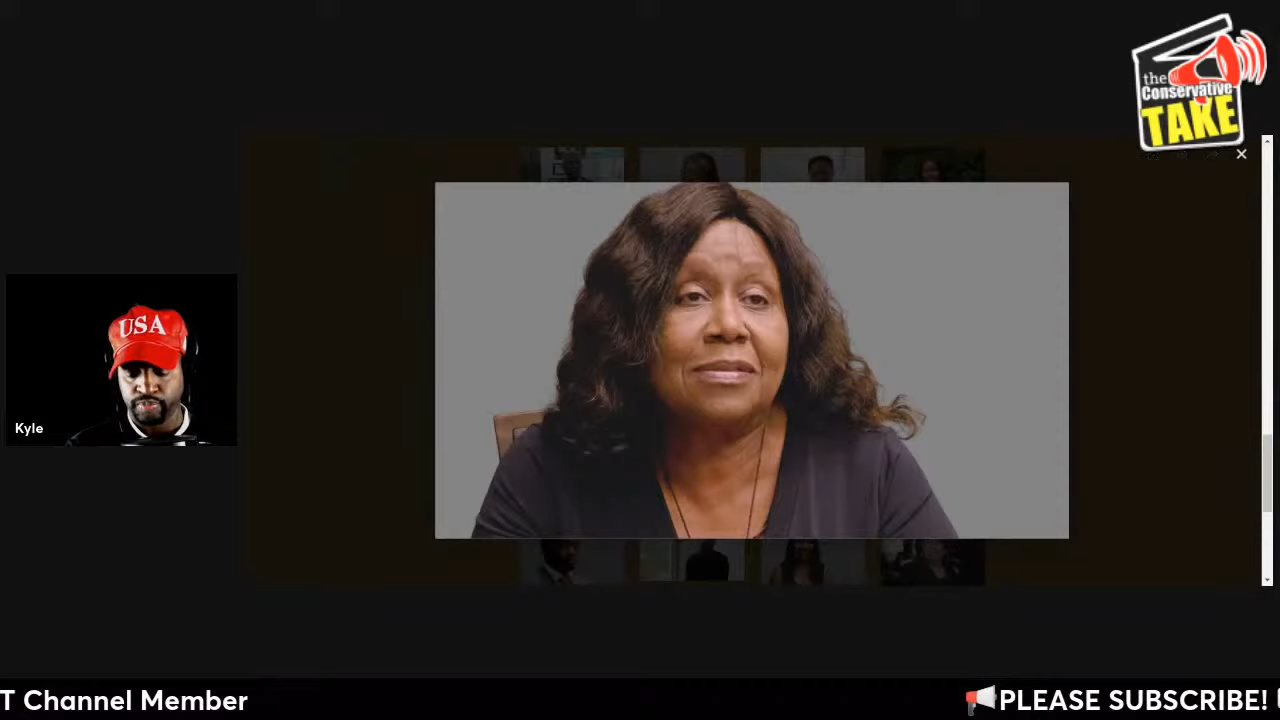 the
Conservative
TAKE
USA
Kyle
T Channel Member
PLEASE SUBSCRIBE!